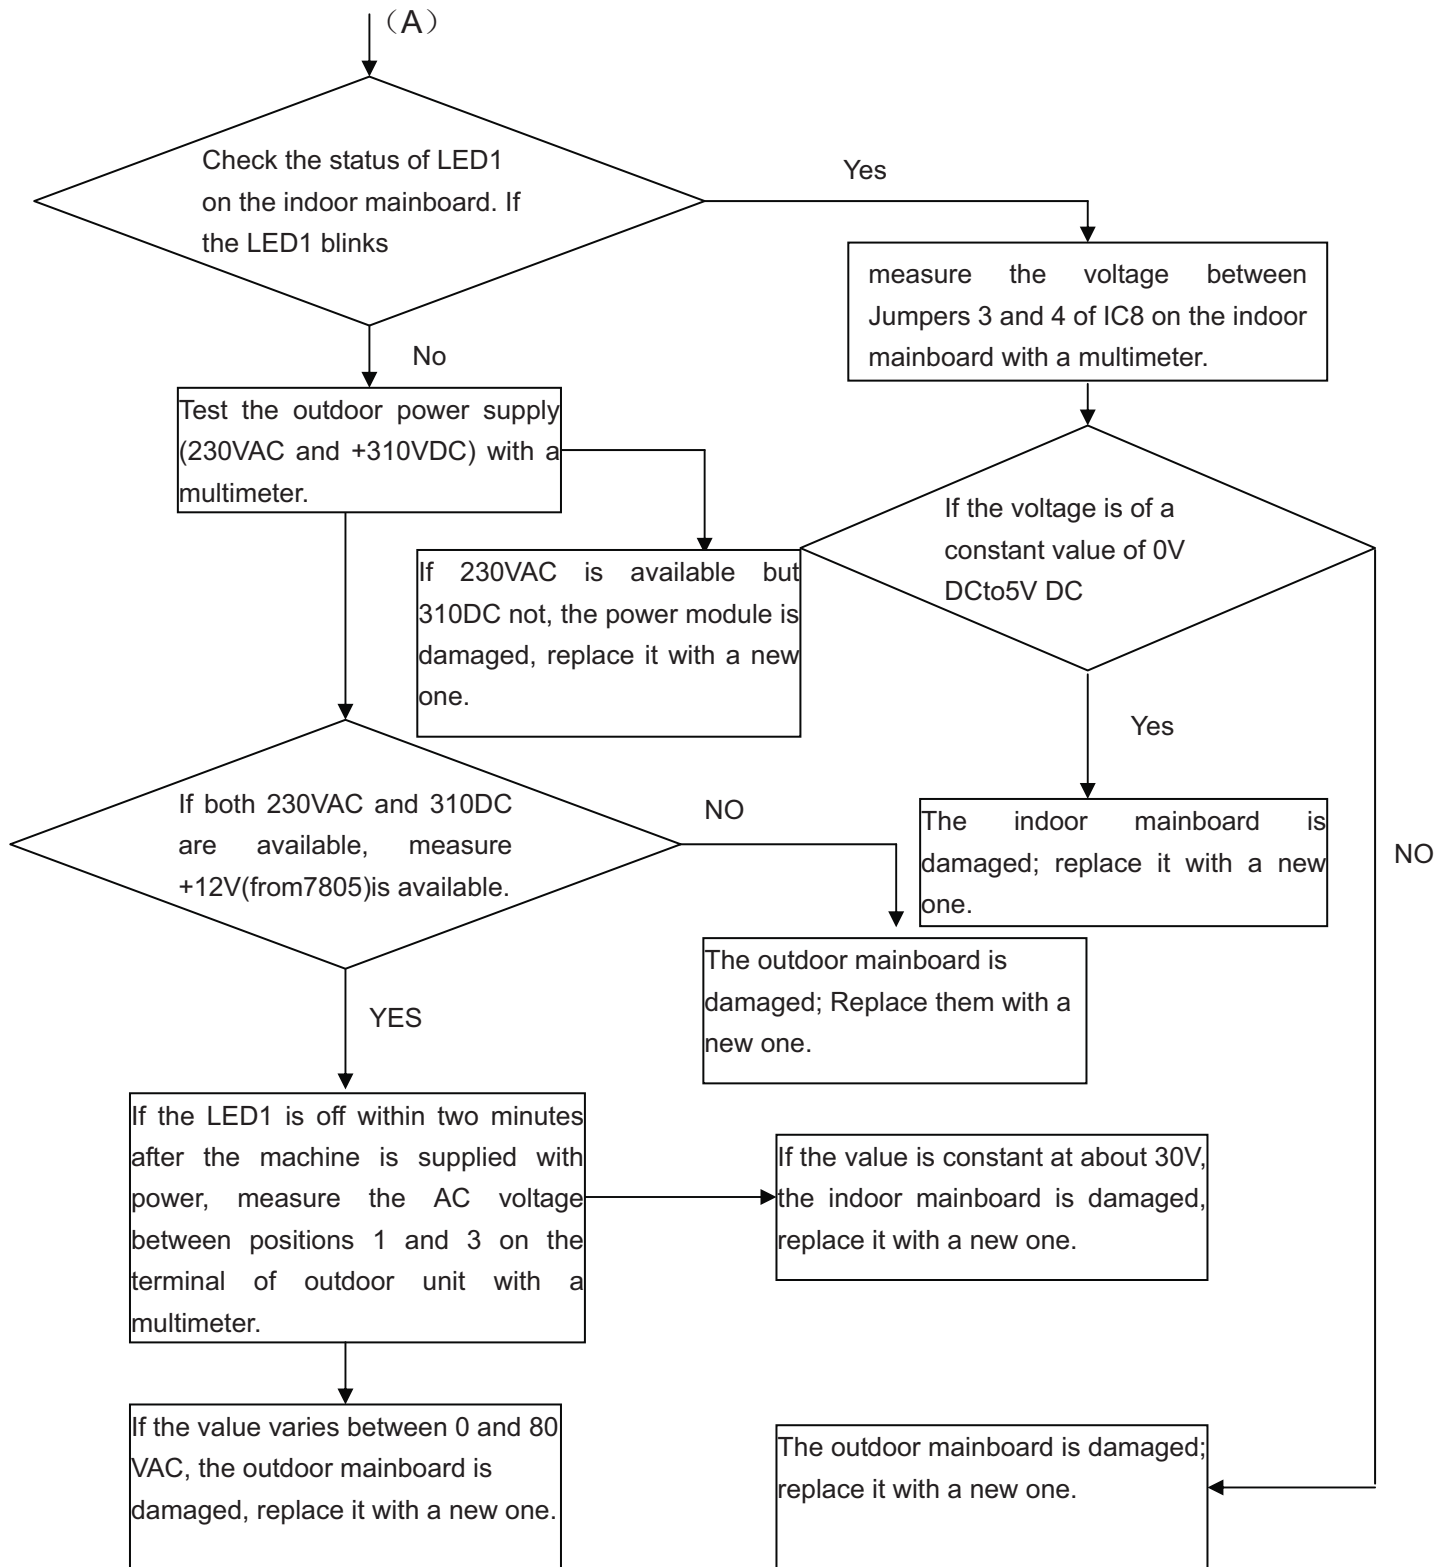 （A）
Check the status of LED1
on the indoor mainboard. If
the LED1 blinks
Yes
measure the voltage between
Jumpers 3 and 4 of IC8 on the indoor
mainboard with a multimeter.
No
Test the outdoor power supply
(230VAC and +310VDC) with a
multimeter.
If the voltage is of a
constant value of 0V
DCto5V DC
If 230VAC is available but
310DC not, the power module is
damaged, replace it with a new
one.
Yes
If both 230VAC and 310DC
are available, measure
+12V(from7805)is available.
NO
The indoor mainboard is
damaged; replace it with a new
one.
NO
The outdoor mainboard is
damaged; Replace them with a
new one.
YES
If the LED1 is off within two minutes
after the machine is supplied with
power, measure the AC voltage
between positions 1 and 3 on the
terminal of outdoor unit with a
multimeter.
If the value is constant at about 30V,
the indoor mainboard is damaged,
replace it with a new one.
If the value varies between 0 and 80
VAC, the outdoor mainboard is
damaged, replace it with a new one.
The outdoor mainboard is damaged;
replace it with a new one.